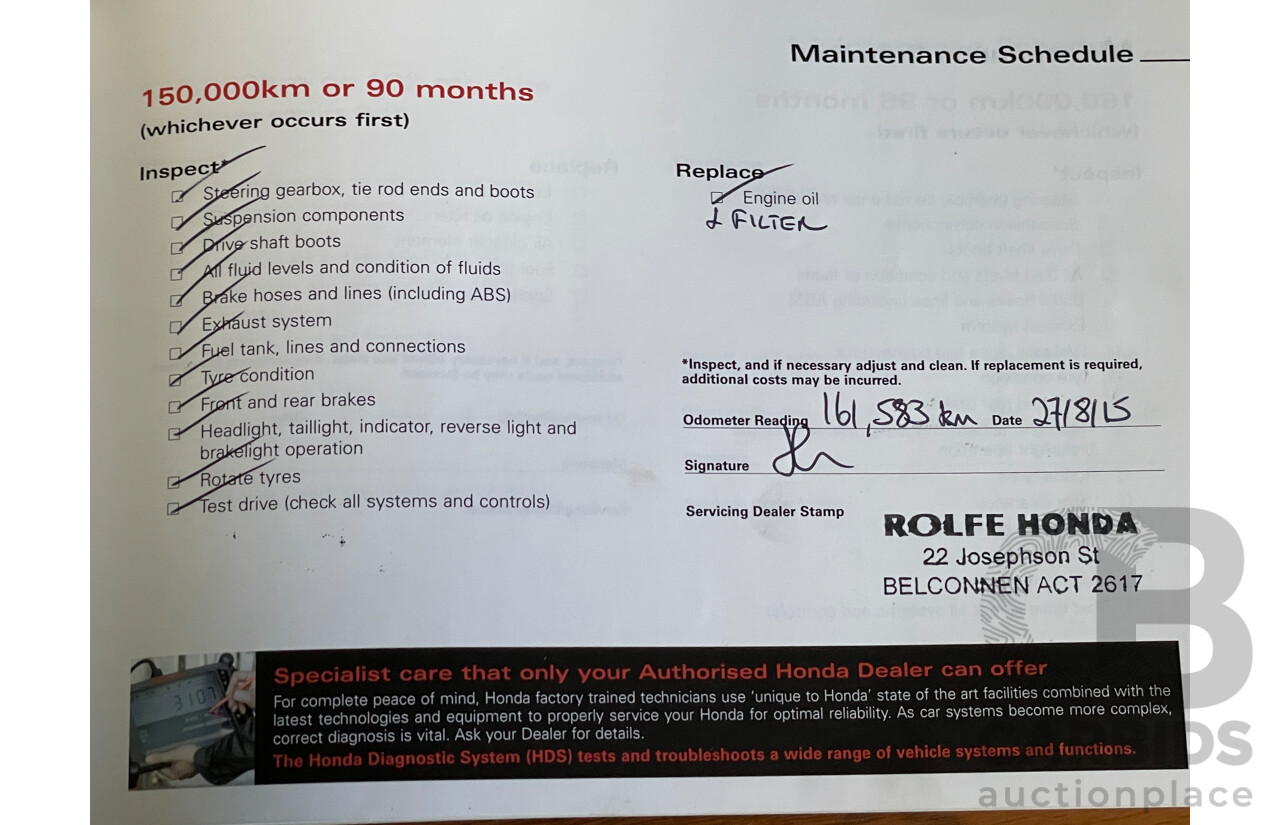 Maintenance Schedule
150,000km or 90 months
(whichever occurs first)
Inspect*
Steering gearbox, tie rod ends and boots
Suspension components
Drive shaft boots
All fluid levels and condition of fluids
Brake hoses and lines (including ABS)
Exhaust system
Fuel tank, lines and connections
Tyre condition
Front and rear brakes
Headlight, taillight, indicator, reverse light and
brakelight operation
Rotate tyres
Test drive (check all systems and controls)
Replace
Engine oil
& FILTER
*Inspect, and if necessary adjust and clean. If replacement is required,
additional costs may be incurred.
Odometer Reading 161,583 km Date 27/8/15
Signature
Servicing Dealer Stamp
ROLFE HONDA
22 Josephson St
BELCONNEN ACT 2617
Specialist care that only your Authorised Honda Dealer can offer
For complete peace of mind, Honda factory trained technicians use 'unique to Honda' state of the art facilities combined with the
latest technologies and equipment to properly service your Honda for optimal reliability. As car systems become more complex,
correct diagnosis is vital. Ask your Dealer for details.
The Honda Diagnostic System (HDS) tests and troubleshoots a wide range of vehicle systems and functions.
3107
auctionplace